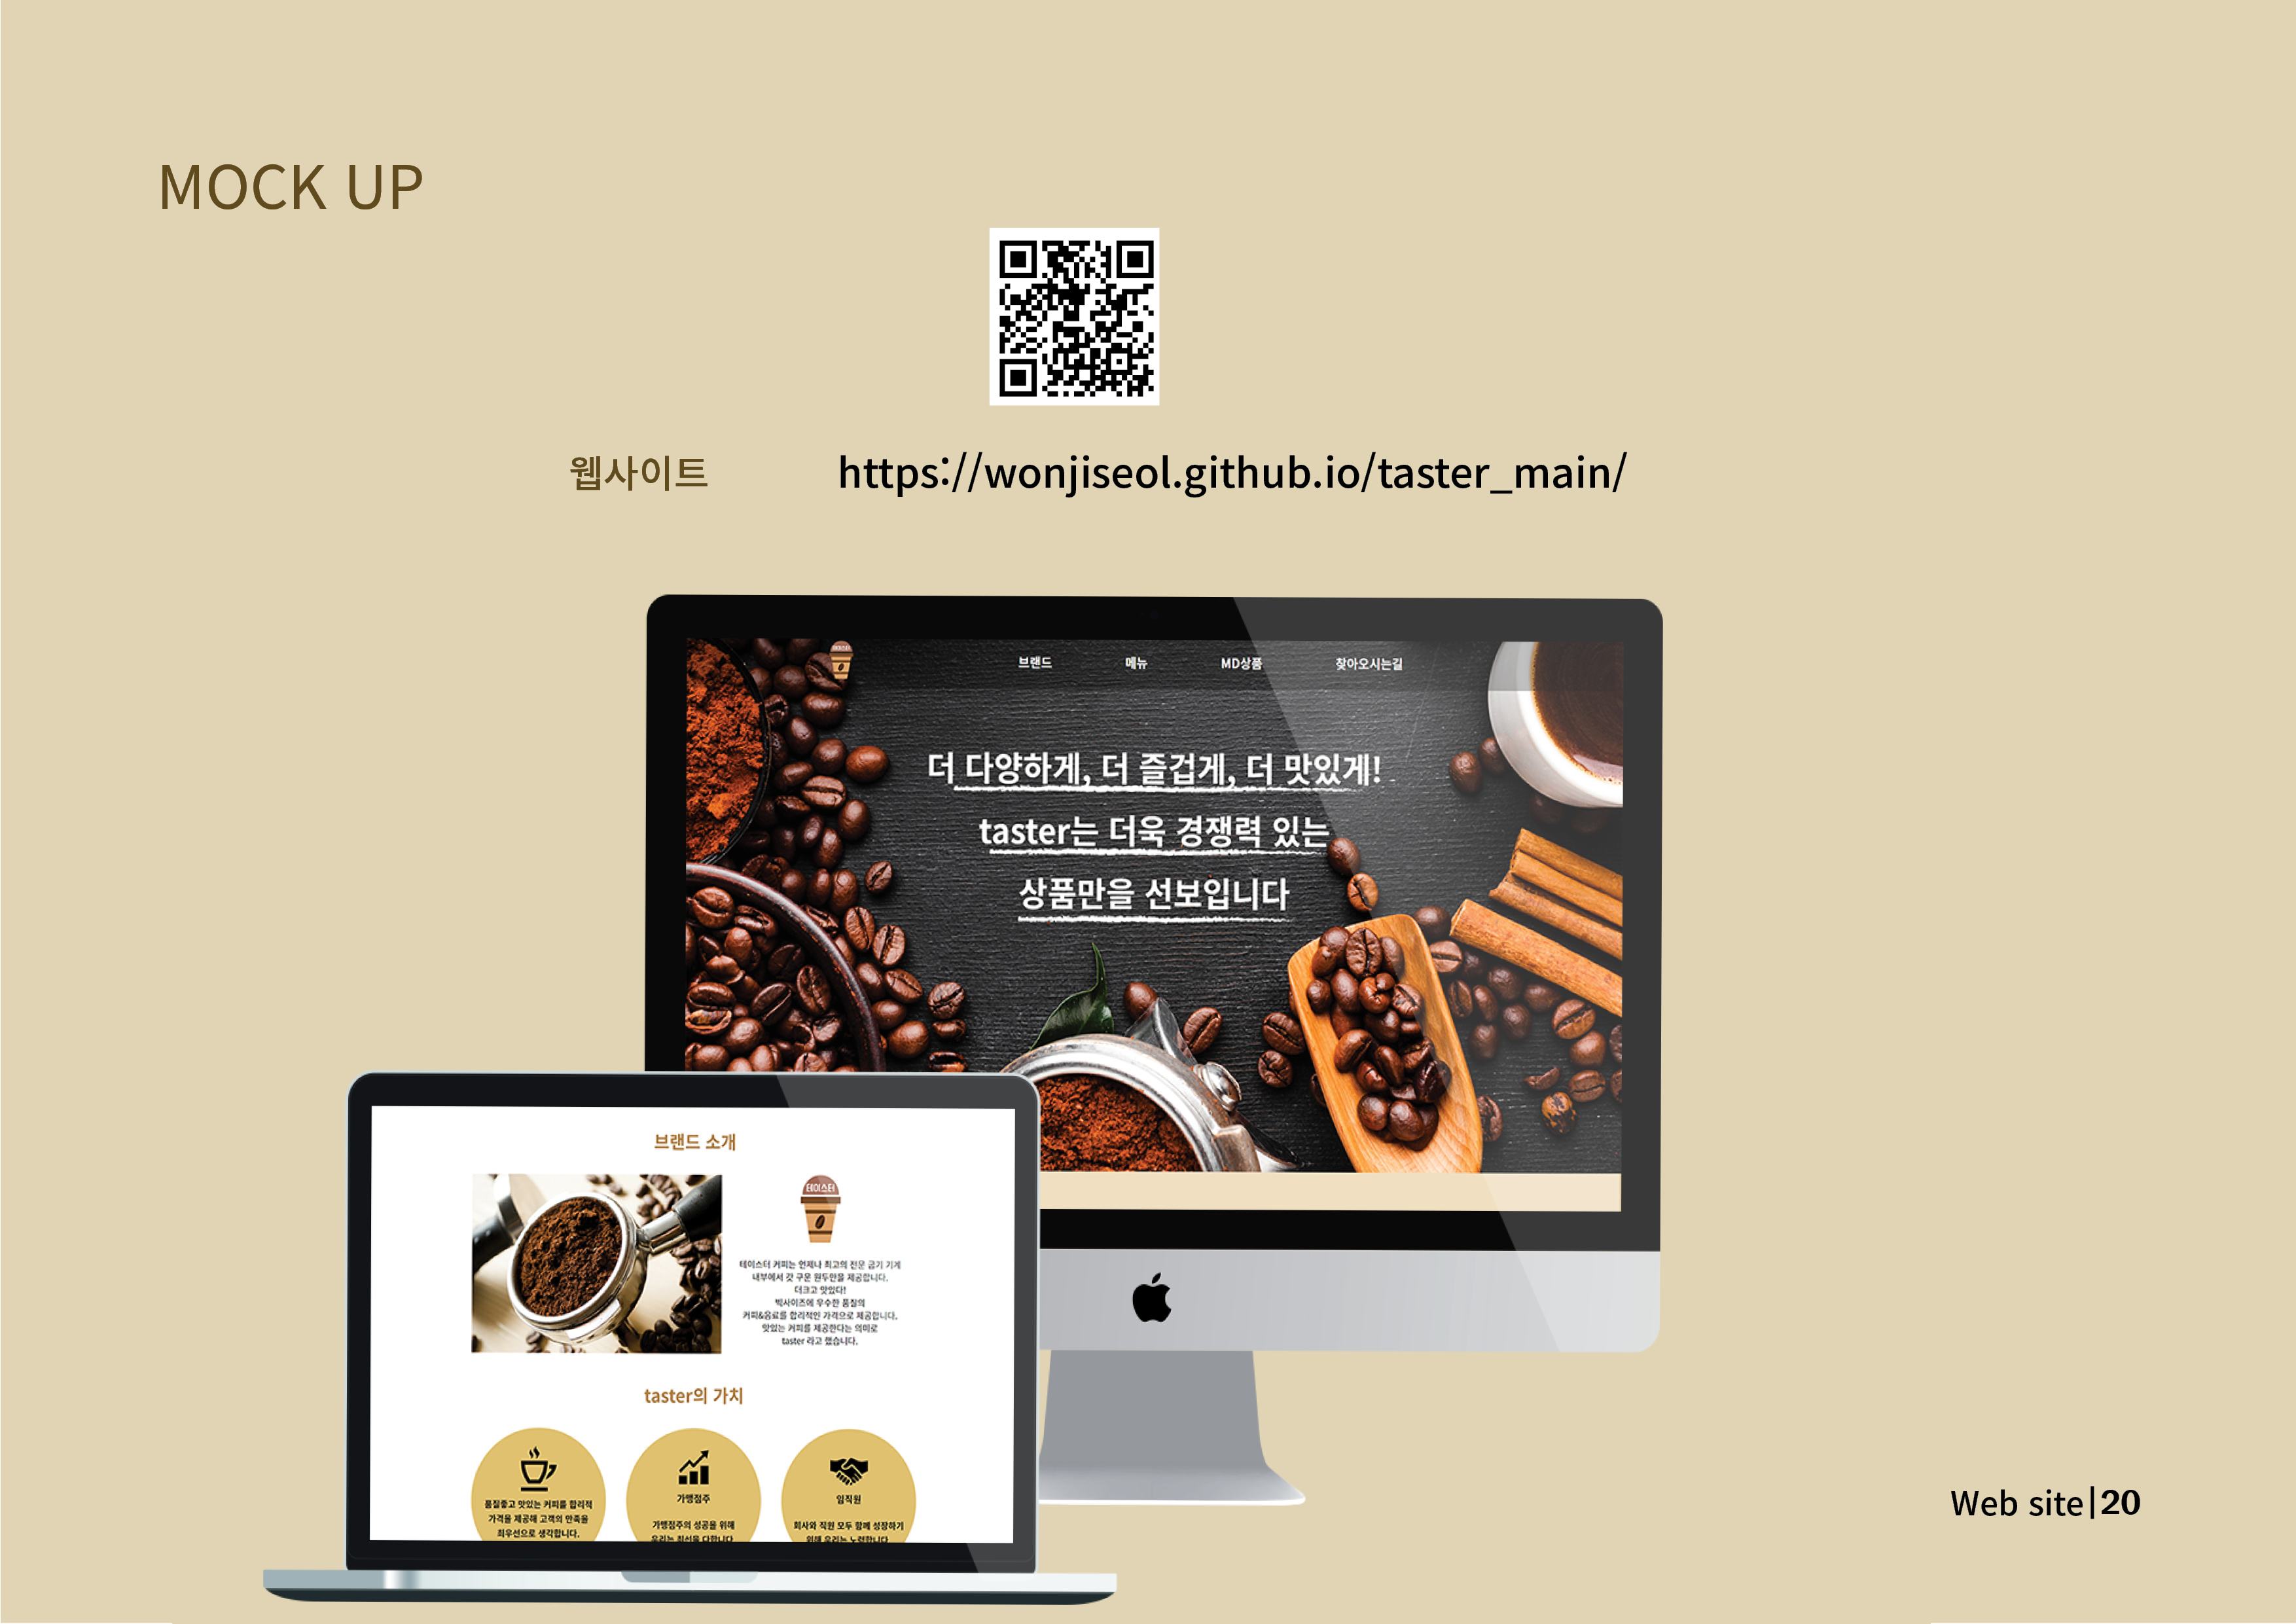 MOCK UP
웹사이트 https://wonjiseol.github.io/taster_main/
테이스터
브랜드 메뉴 MD상품 찾아오시는길
더 다양하게, 더 즐겁게, 더 맛있게!
taster는 더욱 경쟁력 있는
상품만을 선보입니다
브랜드 소개
테이스터
테이스터 커피는 언제나 최고의 전문 굽기 기계
내부에서 갓 구운 원두만을 제공합니다.
더크고 맛있다!
빅사이즈에 우수한 품질의
커피&음료를 합리적인 가격으로 제공합니다.
맛있는 커피를 제공한다는 의미로
taster 라고 했습니다.
taster의 가치
품질좋고 맛있는 커피를 합리적
가격을 제공해 고객의 만족을
최우선으로 생각합니다.
가맹점주
가맹점주의 성공을 위해
우리는 최선을 다합니다
임직원
회사와 직원 모두 함께 성장하기
위해 우리는 노력합니다
Web site|20